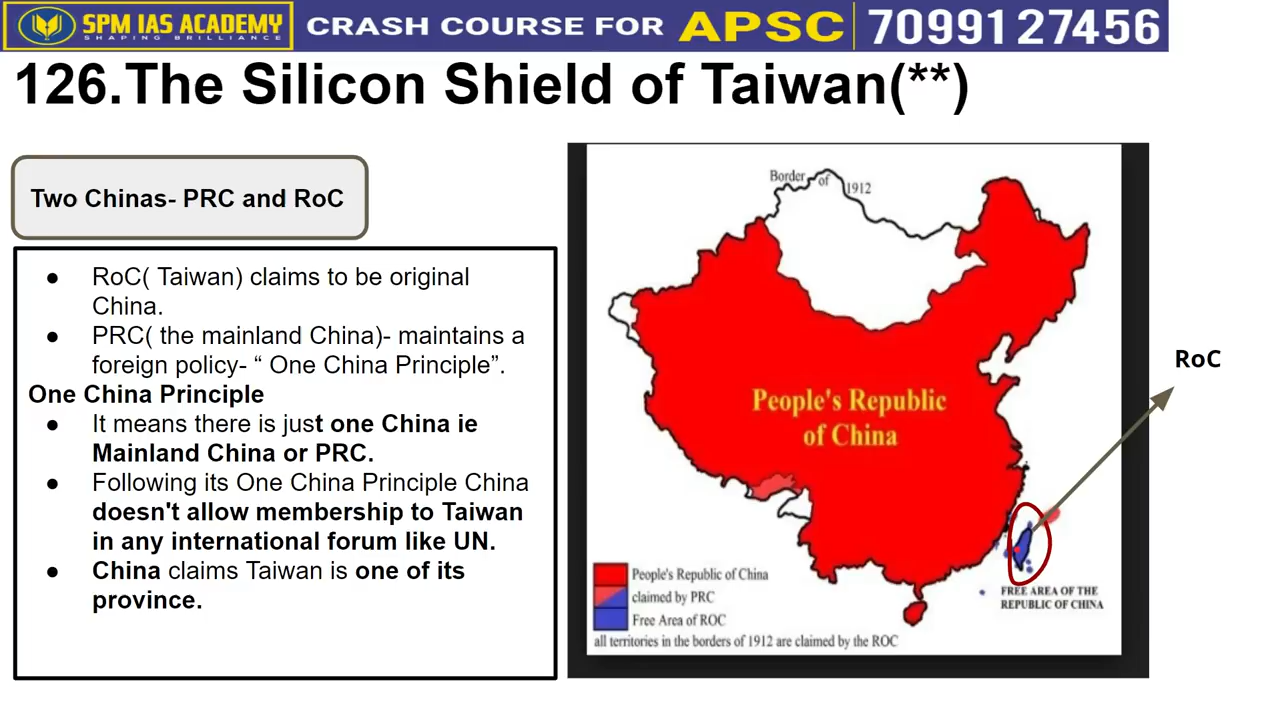 SPM IAS ACADEMY
SHAPING BRILLIANCE
CRASH COURSE FOR APSC 7099127456
126.The Silicon Shield of Taiwan(**)
Two Chinas- PRC and RoC
● RoC( Taiwan) claims to be original
China.
● PRC( the mainland China)- maintains a
foreign policy- “ One China Principle”.
One China Principle
● It means there is just one China ie
Mainland China or PRC.
● Following its One China Principle China
doesn't allow membership to Taiwan
in any international forum like UN.
● China claims Taiwan is one of its
province.
Border of 1912
People's Republic
of China
RoC
People's Republic of China
claimed by PRC
Free Area of ROC
all territories in the borders of 1912 are claimed by the ROC
FREE AREA OF THE
REPUBLIC OF CHINA